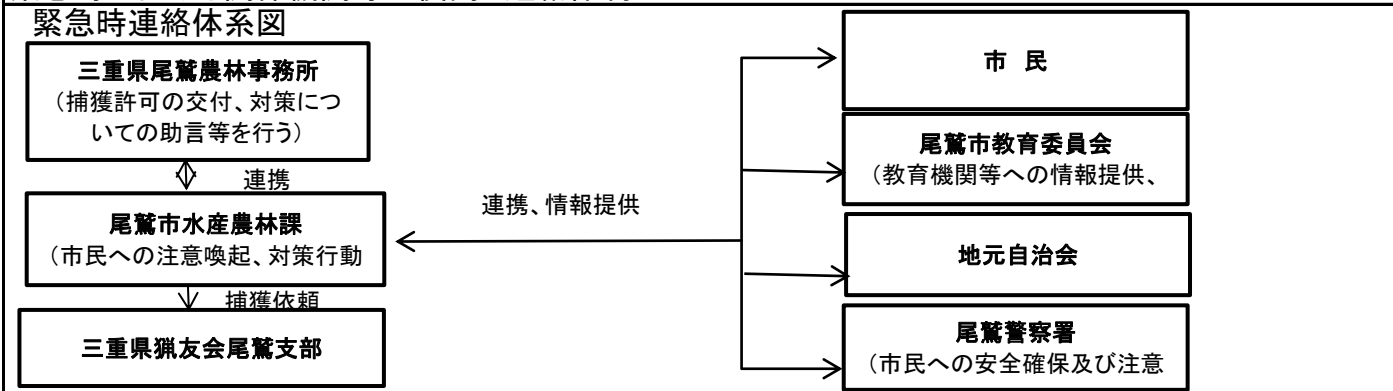 緊急時連絡体系図
三重県尾鷲農林事務所
（捕獲許可の交付、対策につ
いての助言等を行う）
連携
尾鷲市水産農林課
（市民への注意喚起、対策行動
捕獲依頼
三重県猟友会尾鷲支部
連携、情報提供
市　民
尾鷲市教育委員会
（教育機関等への情報提供、
地元自治会
尾鷲警察署
（市民への安全確保及び注意